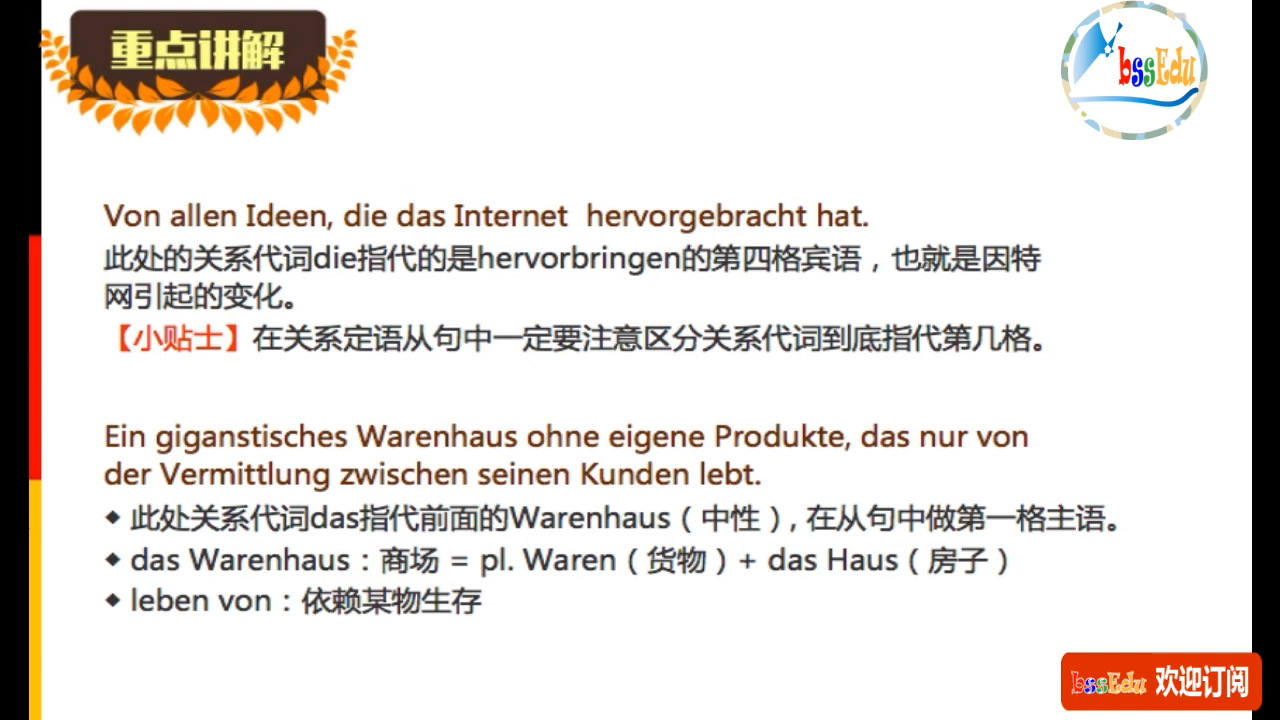 重点讲解
bssEdu
Von allen Ideen, die das Internet hervorgebracht hat.
此处的关系代词die指代的是hervorbringen的第四格宾语，也就是因特
网引起的变化。
【小贴士】在关系定语从句中一定要注意区分关系代词到底指代第几格。
Ein giganstisches Warenhaus ohne eigene Produkte, das nur von
der Vermittlung zwischen seinen Kunden lebt.
◆ 此处关系代词das指代前面的Warenhaus（中性）, 在从句中做第一格主语。
◆ das Warenhaus：商场 = pl. Waren（货物）+ das Haus（房子）
◆ leben von：依赖某物生存
bssEdu 欢迎订阅